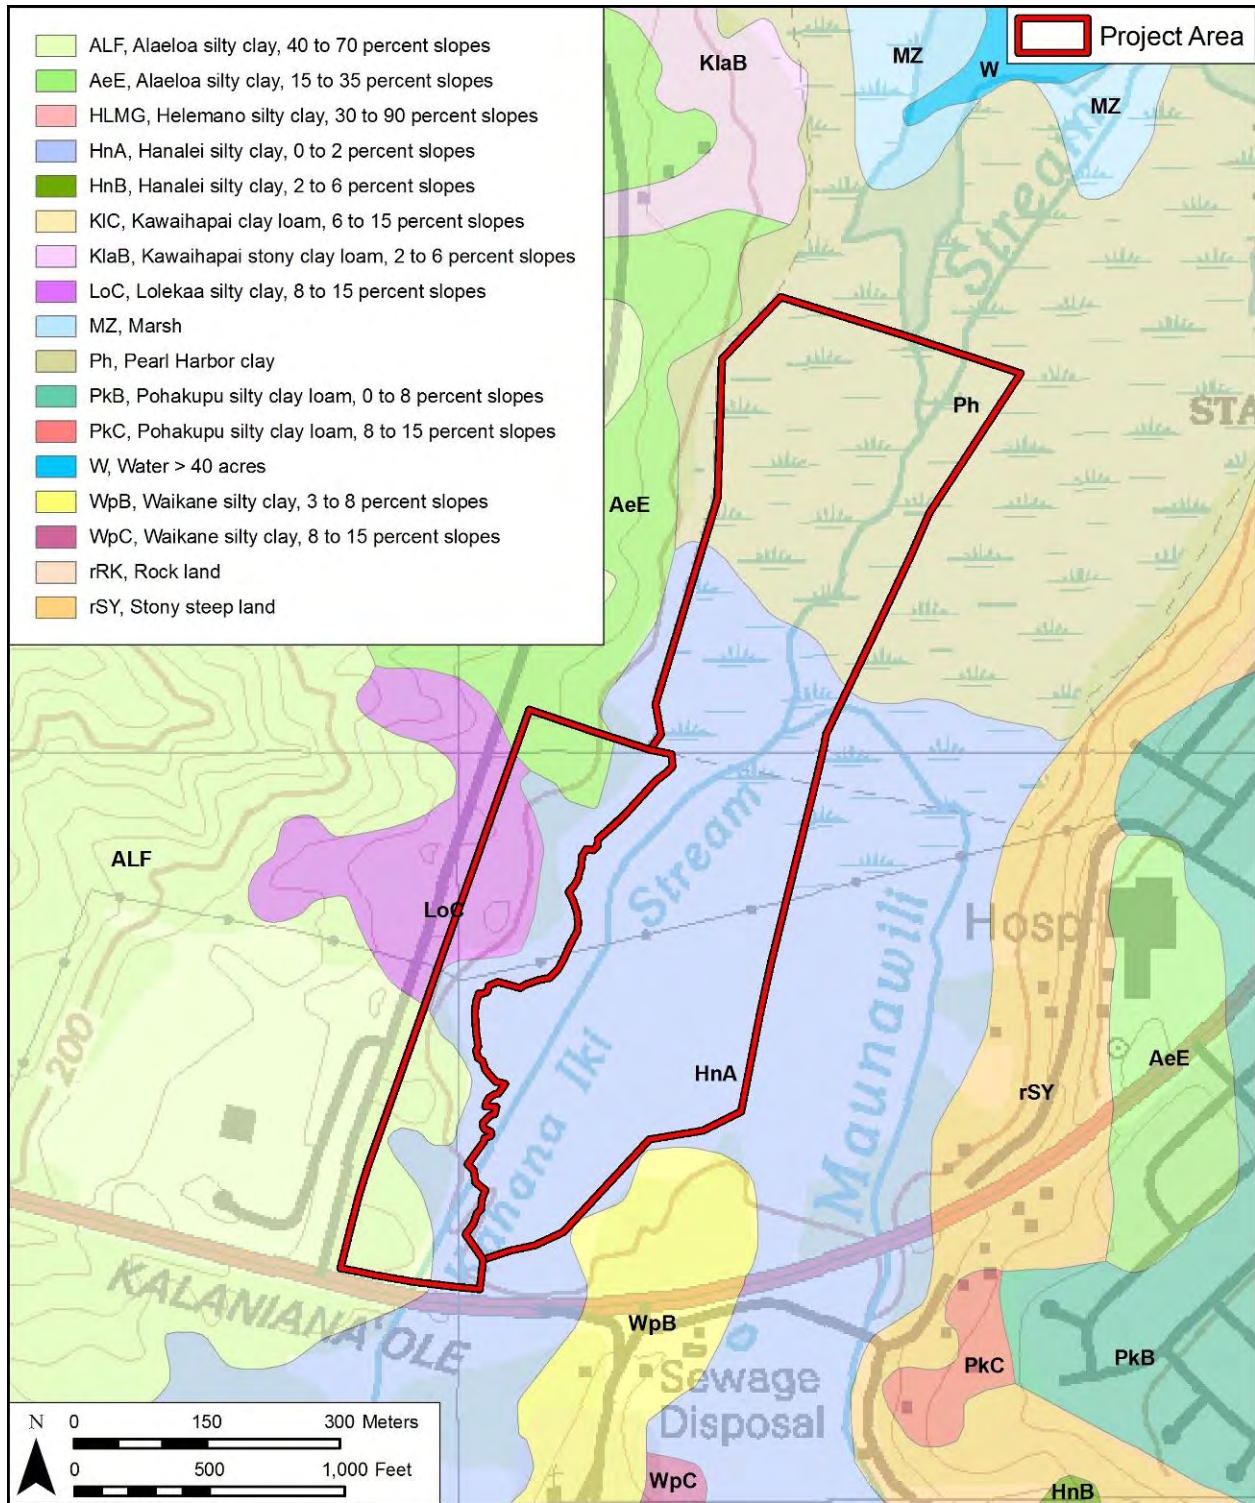 ALF, Alaeloa silty clay, 40 to 70 percent slopes
AeE, Alaeloa silty clay, 15 to 35 percent slopes
HLMG, Helemano silty clay, 30 to 90 percent slopes
HnA, Hanalei silty clay, 0 to 2 percent slopes
HnB, Hanalei silty clay, 2 to 6 percent slopes
KlC, Kawaihapai clay loam, 6 to 15 percent slopes
KlaB, Kawaihapai stony clay loam, 2 to 6 percent slopes
LoC, Lolekaa silty clay, 8 to 15 percent slopes
MZ, Marsh
Ph, Pearl Harbor clay
PkB, Pohakupu silty clay loam, 0 to 8 percent slopes
PkC, Pohakupu silty clay loam, 8 to 15 percent slopes
W, Water > 40 acres
WpB, Waikane silty clay, 3 to 8 percent slopes
WpC, Waikane silty clay, 8 to 15 percent slopes
rRK, Rock land
rSY, Stony steep land
Project Area
KlaB
MZ
W
MZ
Stream
Ph
STA
AeE
ALF
LoC
Stream
Hosp
200
HnA
Maunawili
AeE
rSY
Kahana Iki
KALANIANA'OLE
WpB
Sewage
Disposal
PkC
PkB
WpC
HnB
N
0 150 300 Meters
0 500 1,000 Feet